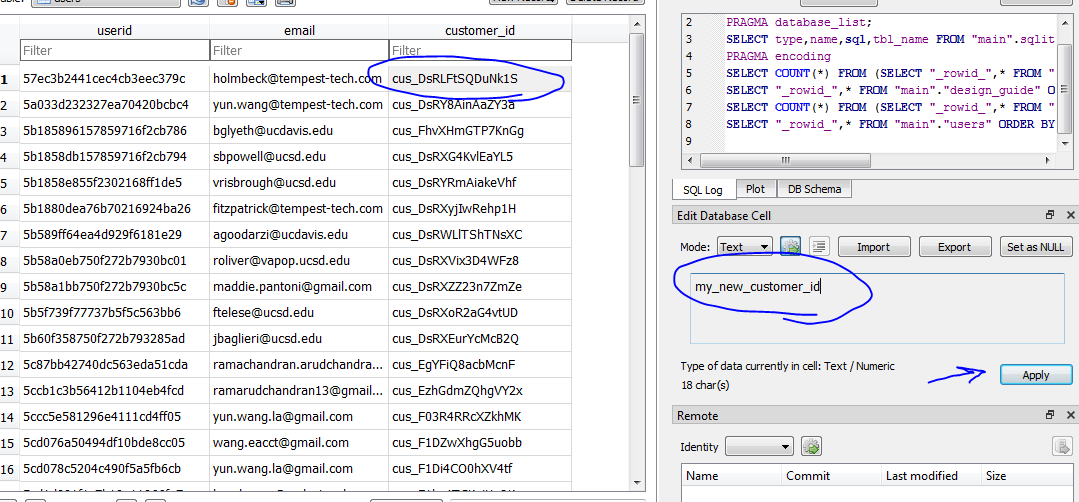 users
2 PRAGMA database_list;
3 SELECT type,name,sql,tbl_name FROM "main".sqlit
4 PRAGMA encoding
5 SELECT COUNT(*) FROM (SELECT "_rowid_",* FROM "
6 SELECT "_rowid_",* FROM "main"."design_guide" O
7 SELECT COUNT(*) FROM (SELECT "_rowid_",* FROM "
8 SELECT "_rowid_",* FROM "main"."users" ORDER BY
userid email customer_id
Filter Filter Filter
1 57ec3b2441cec4cb3eec379c holmbeck@tempest-tech.com cus_DsRLFtSQDuNk1S
2 5a033d232327ea70420bcbc4 yun.wang@tempest-tech.com cus_DsRY8AinAaZY3a
3 5b185896157859716f2cb786 bglyeth@ucdavis.edu cus_FhvXHmGTP7KnGg
4 5b1858db157859716f2cb794 sbpowell@ucsd.edu cus_DsRXG4KvlEaYL5
5 5b1858e855f2302168ff1de5 vrisbrough@ucsd.edu cus_DsRYRmAiakeVhf
6 5b1880dea76b70216924ba26 fitzpatrick@tempest-tech.com cus_DsRXyjIwRehp1H
7 5b589ff64ea4d929f6181e29 agoodarzi@ucdavis.edu cus_DsRWLlTShTNsXC
8 5b58a0eb750f272b7930bc01 roliver@vapop.ucsd.edu cus_DsRXVix3D4WFz8
9 5b58a1bb750f272b7930bc5c maddie.pantoni@gmail.com cus_DsRXZZ23n7ZmZe
10 5b5f739f77737b5f5c563bb6 ftelese@ucsd.edu cus_DsRXoR2aG4vtUD
11 5b60f358750f272b793285ad jbaglieri@ucsd.edu cus_DsRXEurYcMcB2Q
12 5c87bb42740dc563eda51cda ramachandran.arudchandra... cus_EgYFiQ8acbMcnF
13 5ccb1c3b56412b1104eb4fcd ramarudchandran13@gmail... cus_EzhGdmZQhgVY2x
14 5ccc5e581296e4111cd4ff05 yun.wang.la@gmail.com cus_F03R4RRcXZkhMK
15 5cd076a50494df10bde8cc05 wang.eacct@gmail.com cus_F1DZwXhgG5uobb
16 5cd078c5204c490f5a5fb6cb yun.wang.la@gmail.com cus_F1Di4CO0hXV4tf
SQL Log Plot DB Schema
Edit Database Cell
Mode: Text Import Export Set as NULL
my_new_customer_id
Type of data currently in cell: Text / Numeric
18 char(s)
Apply
Remote
Identity
Name Commit Last modified Size